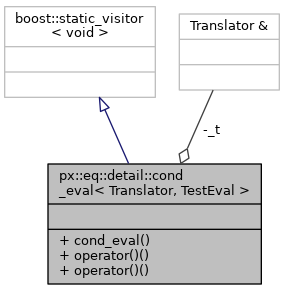 boost::static_visitor
< void >
Translator &
-_t
px::eq::detail::cond
_eval< Translator, TestEval >
+ cond_eval()
+ operator()()
+ operator()()